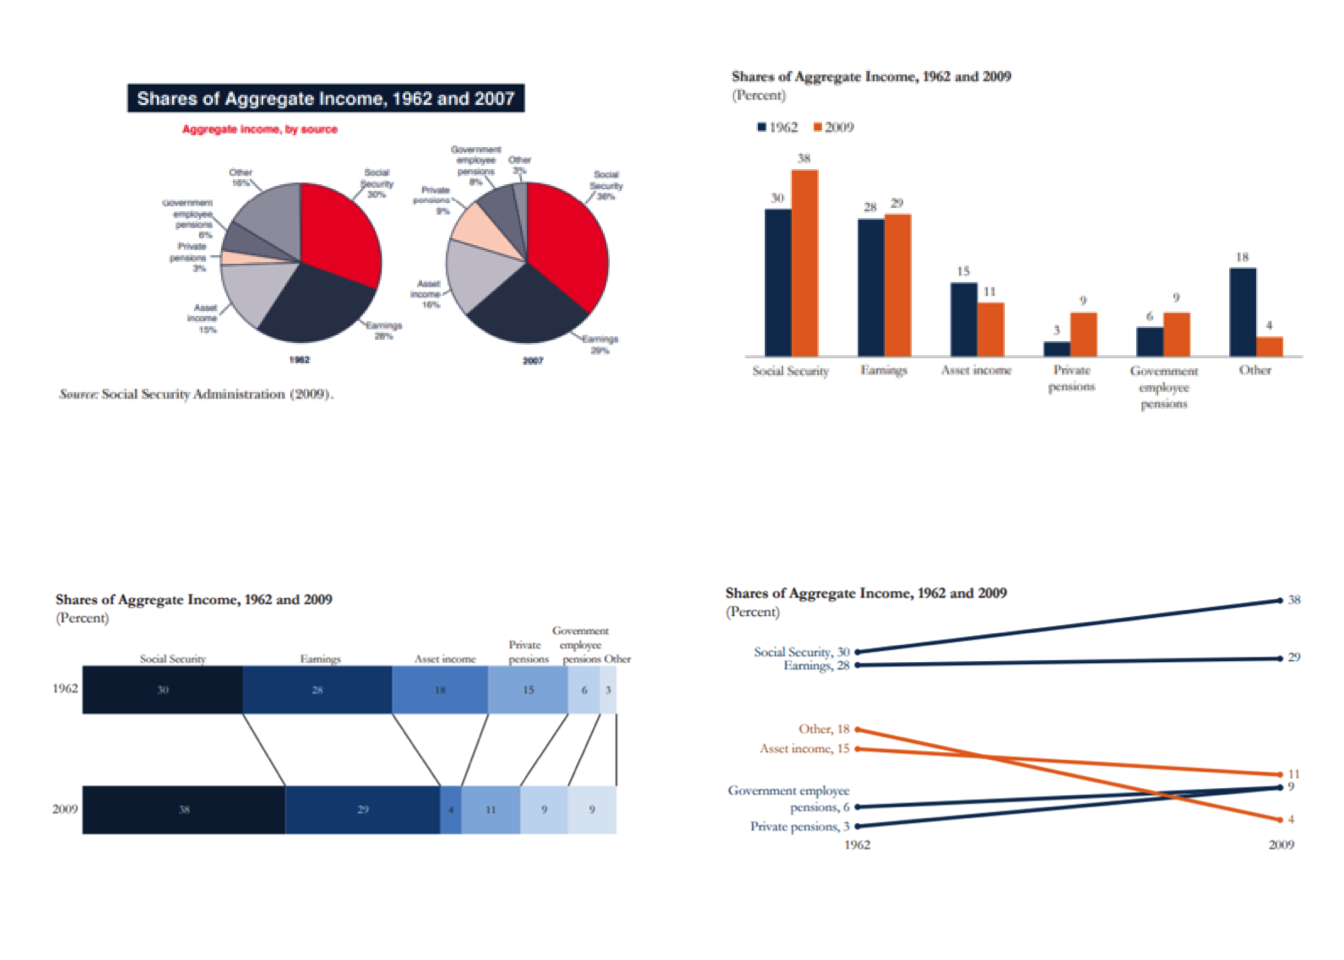 Shares of Aggregate Income, 1962 and 2007
Aggregate income, by source
Other
16%
Social
Security
30%
Government
employee
pensions
6%
Private
pensions
3%
Asset
income
15%
Earnings
28%
1962
Government
employee
pensions
8%
Other
3%
Social
Security
36%
Private
pensions
9%
Asset
income
16%
Earnings
29%
2007
Source: Social Security Administration (2009).
Shares of Aggregate Income, 1962 and 2009
(Percent)
1962 2009
30 38
28 29
15 11
3 9
6 9
18 4
Social Security
Earnings
Asset income
Private
pensions
Government
employee
pensions
Other
Shares of Aggregate Income, 1962 and 2009
(Percent)
Social Security
Earnings
Asset income
Private
pensions
Government
employee
pensions
Other
1962 30 28 18 15 6 3
2009 38 29 4 11 9 9
Shares of Aggregate Income, 1962 and 2009
(Percent)
38
Social Security, 30
Earnings, 28
29
Other, 18
Asset income, 15
11
9
Government employee
pensions, 6
Private pensions, 3
4
1962 2009